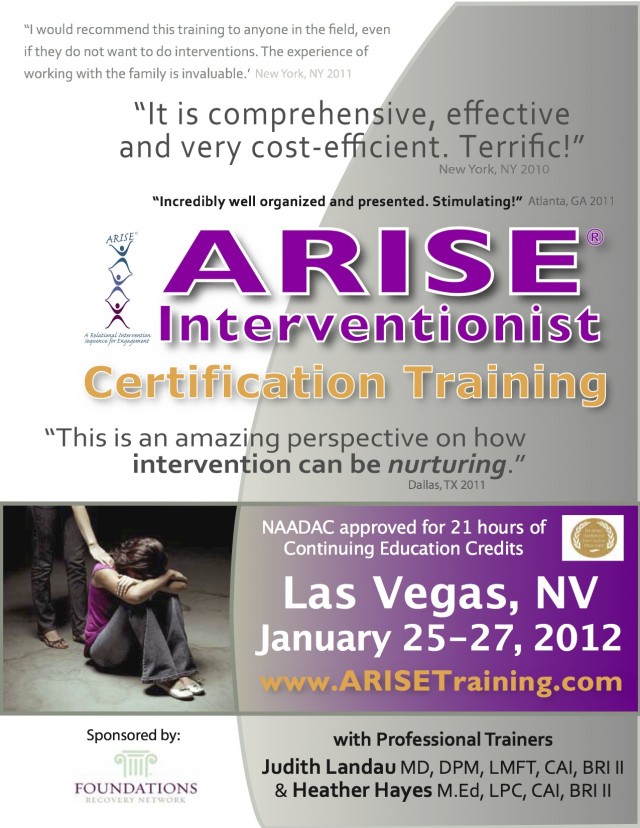 “I would recommend this training to anyone in the field, even
if they do not want to do interventions. The experience of
working with the family is invaluable.’ New York, NY 2011
“It is comprehensive, effective
and very cost-efficient. Terrific!”
New York, NY 2010
“Incredibly well organized and presented. Stimulating!” Atlanta, GA 2011
ARISE®
A Relational Intervention
Sequence for Engagement
ARISE®
Interventionist
Certification Training
“This is an amazing perspective on how
intervention can be nurturing.”
Dallas, TX 2011
NAADAC approved for 21 hours of
Continuing Education Credits
Las Vegas, NV
January 25–27, 2012
www.ARISETraining.com
Sponsored by:
FOUNDATIONS
RECOVERY NETWORK
with Professional Trainers
Judith Landau MD, DPM, LMFT, CAI, BRI II
& Heather Hayes M.Ed, LPC, CAI, BRI II